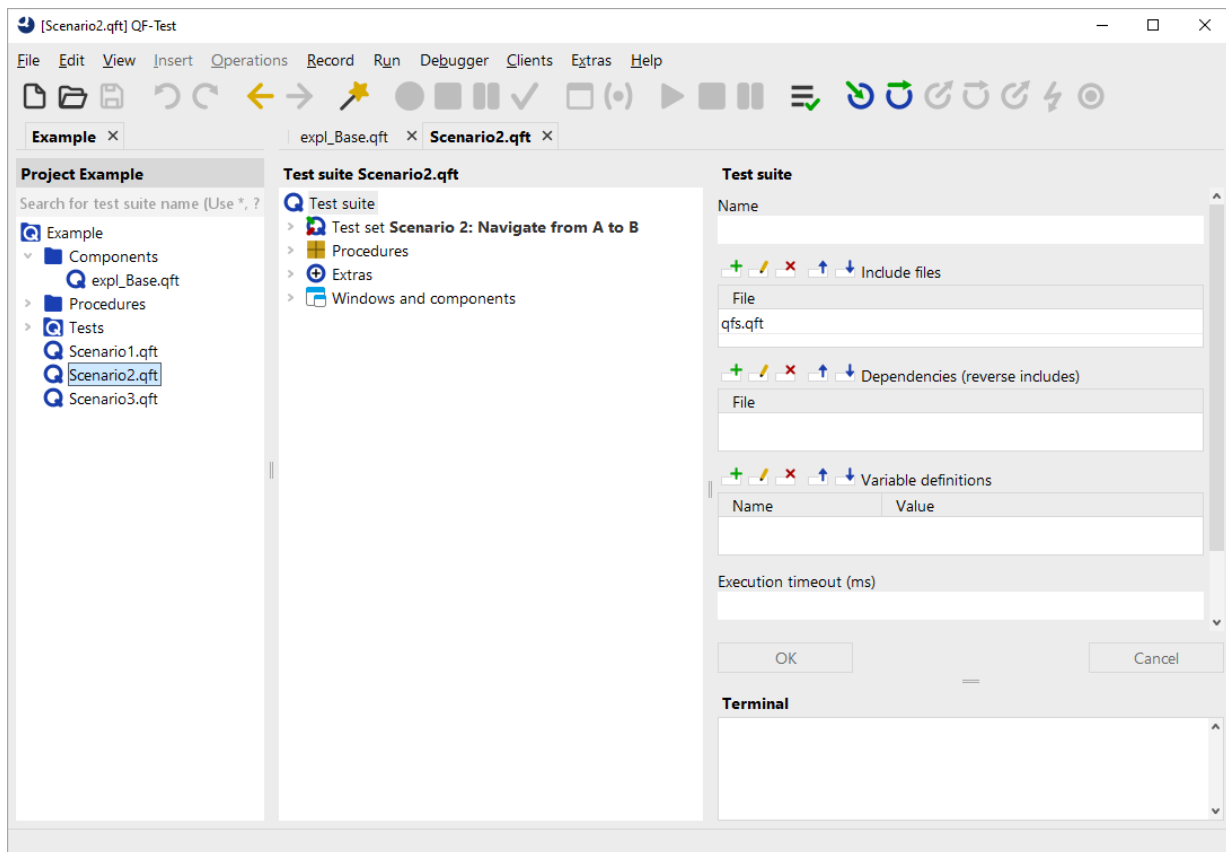 [Scenario2.qft] QF-Test
File Edit View Insert Operations Record Run Debugger Clients Extras Help
Example
expl_Base.qft Scenario2.qft
Project Example
Search for test suite name (Use *, ?
Example
Components
expl_Base.qft
Procedures
Tests
Scenario1.qft
Scenario2.qft
Scenario3.qft
Test suite Scenario2.qft
Test suite
Test set Scenario 2: Navigate from A to B
Procedures
Extras
Windows and components
Test suite
Name
Include files
File
qfs.qft
Dependencies (reverse includes)
File
Variable definitions
Name Value
Execution timeout (ms)
OK Cancel
Terminal